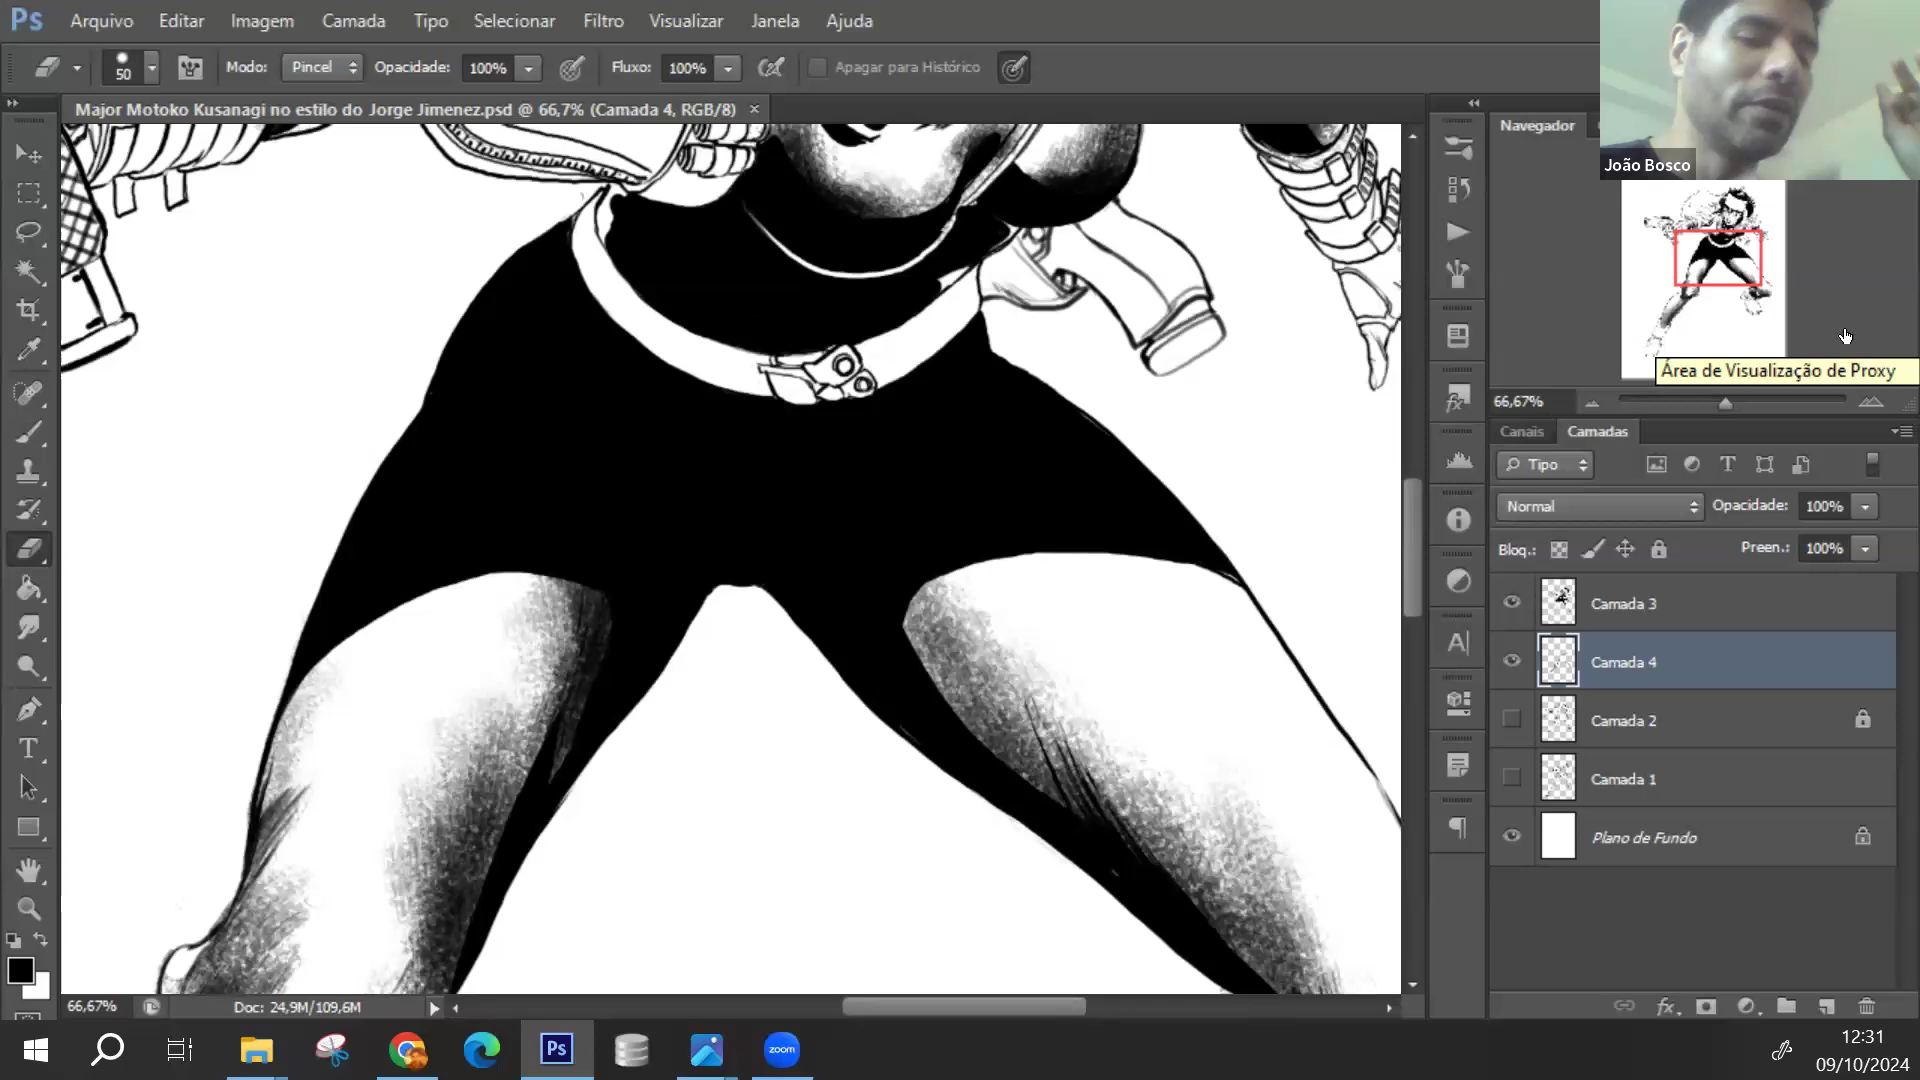 Ps Arquivo Editar Imagem Camada Tipo Selecionar Filtro Visualizar Janela Ajuda
50 Modo: Pincel Opacidade: 100% Fluxo: 100% Apagar para Histórico
Major Motoko Kusanagi no estilo do Jorge Jimenez.psd @ 66,7% (Camada 4, RGB/8) ×
Navegador
João Bosco
Área de Visualização de Proxy
66,67%
Canais Camadas
Tipo
Normal Opacidade: 100%
Bloq.: Preen.: 100%
Camada 3
Camada 4
Camada 2
Camada 1
Plano de Fundo
66,67% Doc: 24,9M/109,6M
Ps
zoom
12:31
09/10/2024